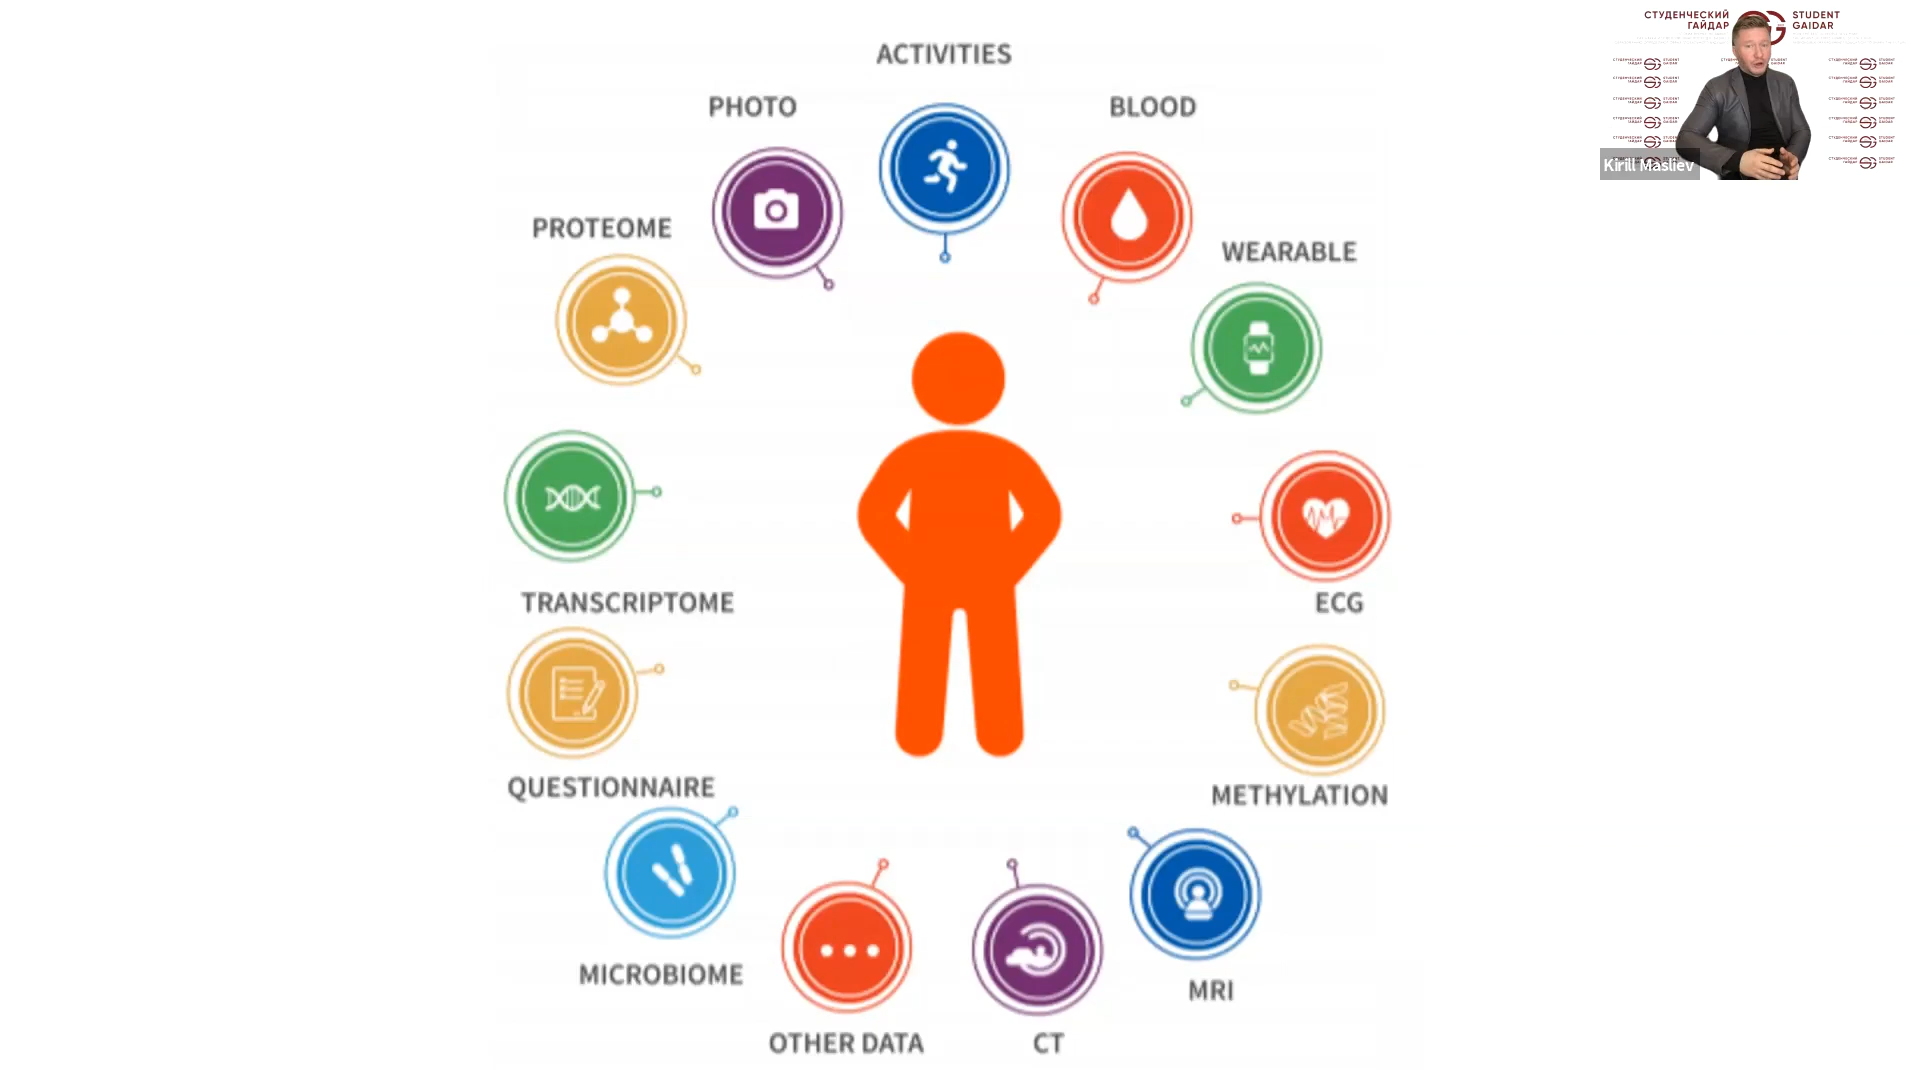 ACTIVITIES
PHOTO
BLOOD
PROTEOME
WEARABLE
TRANSCRIPTOME
ECG
QUESTIONNAIRE
METHYLATION
MICROBIOME
MRI
OTHER DATA
CT
СТУДЕНЧЕСКИЙ
ГАЙДАР
STUDENT
GAIDAR
Kirill Masliev